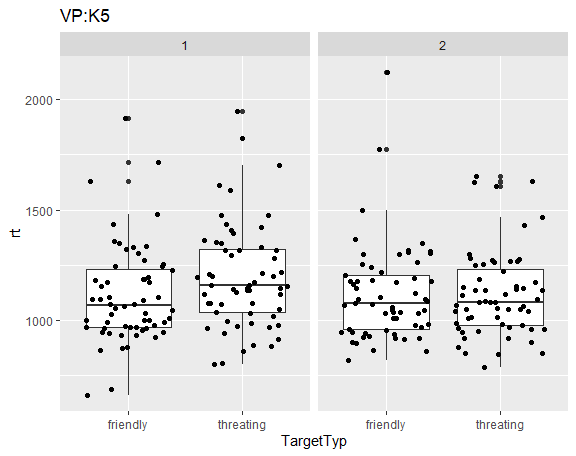 VP:K5
1 2
rt
2000
1500
1000
friendly threating friendly threating
TargetTyp